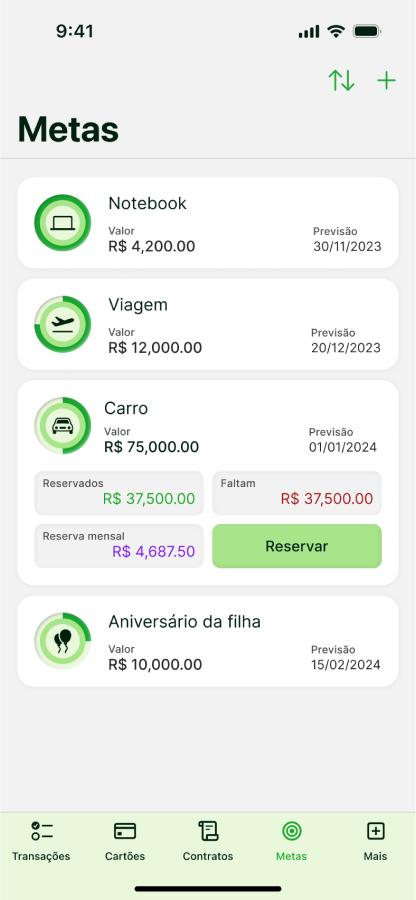 9:41
Metas
Notebook
Valor
R$ 4,200.00
Previsão
30/11/2023
Viagem
Valor
R$ 12,000.00
Previsão
20/12/2023
Carro
Valor
R$ 75,000.00
Previsão
01/01/2024
Reservados
R$ 37,500.00
Faltam
R$ 37,500.00
Reserva mensal
R$ 4,687.50
Reservar
Aniversário da filha
Valor
R$ 10,000.00
Previsão
15/02/2024
Transações
Cartões
Contratos
Metas
Mais